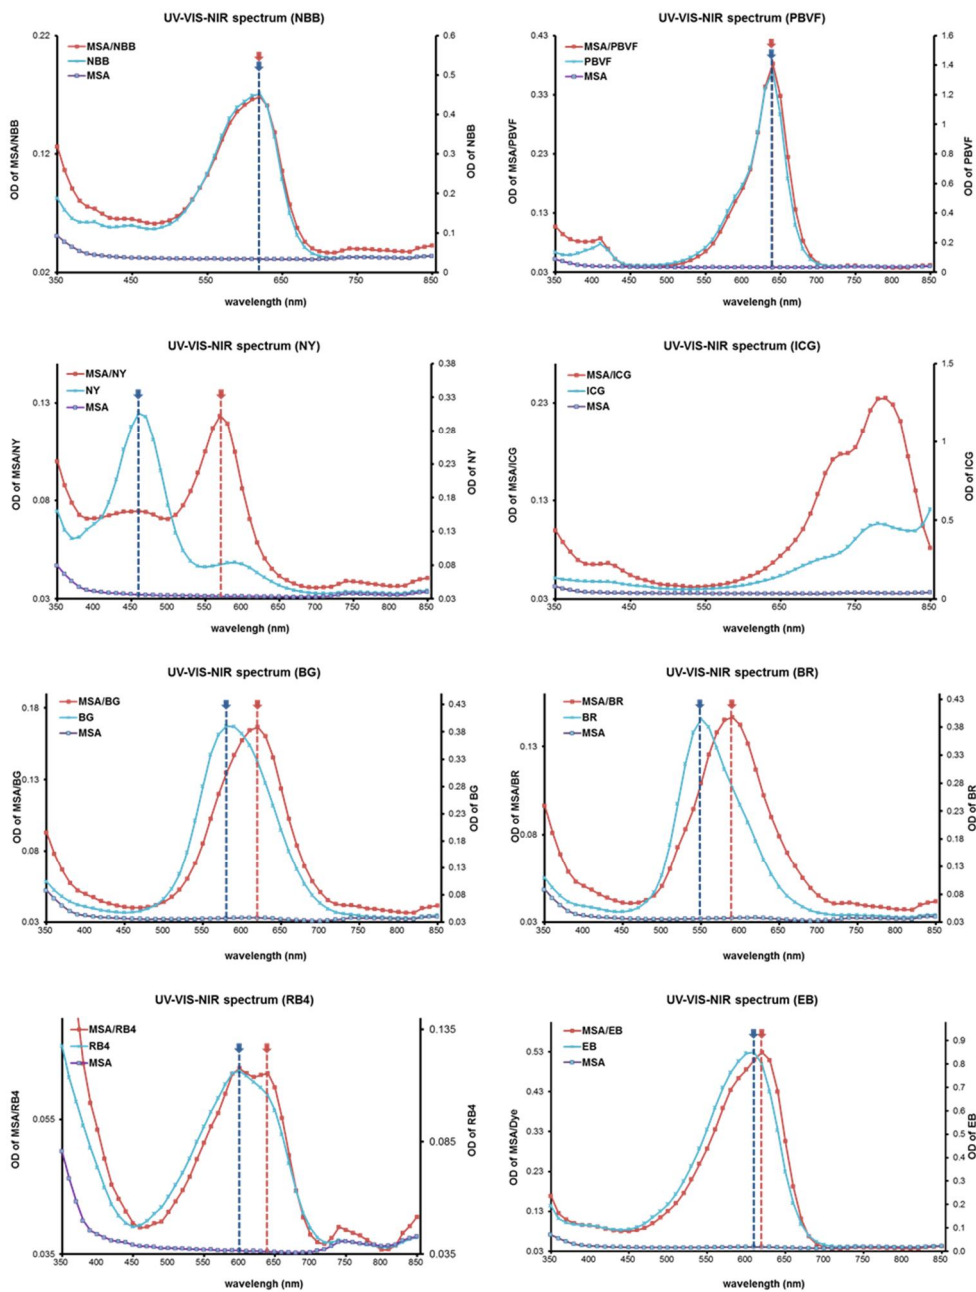 UV-VIS-NIR spectrum (NBB)
0.22
0.12
0.02
OD of MSA/NBB
MSA/NBB
NBB
MSA
0.6
0.5
0.4
0.3
0.2
0.1
0
OD of NBB
350 450 550 650 750 850
wavelength (nm)
UV-VIS-NIR spectrum (PBVF)
0.43
0.33
0.23
0.13
0.03
OD of MSA/PBVF
MSA/PBVF
PBVF
MSA
1.6
1.4
1.2
1
0.8
0.6
0.4
0.2
0
OD of PBVF
350 400 450 500 550 600 650 700 750 800 850
wavelength (nm)
UV-VIS-NIR spectrum (NY)
0.13
0.08
0.03
OD of MSA/NY
MSA/NY
NY
MSA
0.38
0.33
0.28
0.23
0.18
0.13
0.08
0.03
OD of NY
350 400 450 500 550 600 650 700 750 800 850
wavelength (nm)
UV-VIS-NIR spectrum (ICG)
0.23
0.13
0.03
OD of MSA/ICG
MSA/ICG
ICG
MSA
1.5
1
0.5
0
OD of ICG
350 450 550 650 750 850
wavelength (nm)
UV-VIS-NIR spectrum (BG)
0.18
0.13
0.08
0.03
OD of MSA/BG
MSA/BG
BG
MSA
0.43
0.38
0.33
0.28
0.23
0.18
0.13
0.08
0.03
OD of BG
350 400 450 500 550 600 650 700 750 800 850
wavelength (nm)
UV-VIS-NIR spectrum (BR)
0.13
0.08
0.03
OD of MSA/BR
MSA/BR
BR
MSA
0.43
0.38
0.33
0.28
0.23
0.18
0.13
0.08
0.03
OD of BR
350 400 450 500 550 600 650 700 750 800 850
wavelength (nm)
UV-VIS-NIR spectrum (RB4)
0.055
0.035
OD of MSA/RB4
MSA/RB4
RB4
MSA
0.135
0.085
0.035
OD of RB4
350 400 450 500 550 600 650 700 750 800 850
wavelength (nm)
UV-VIS-NIR spectrum (EB)
0.53
0.43
0.33
0.23
0.13
0.03
OD of MSA/Dye
MSA/EB
EB
MSA
0.9
0.8
0.7
0.6
0.5
0.4
0.3
0.2
0.1
0.0
OD of EB
350 400 450 500 550 600 650 700 750 800 850
wavelength (nm)